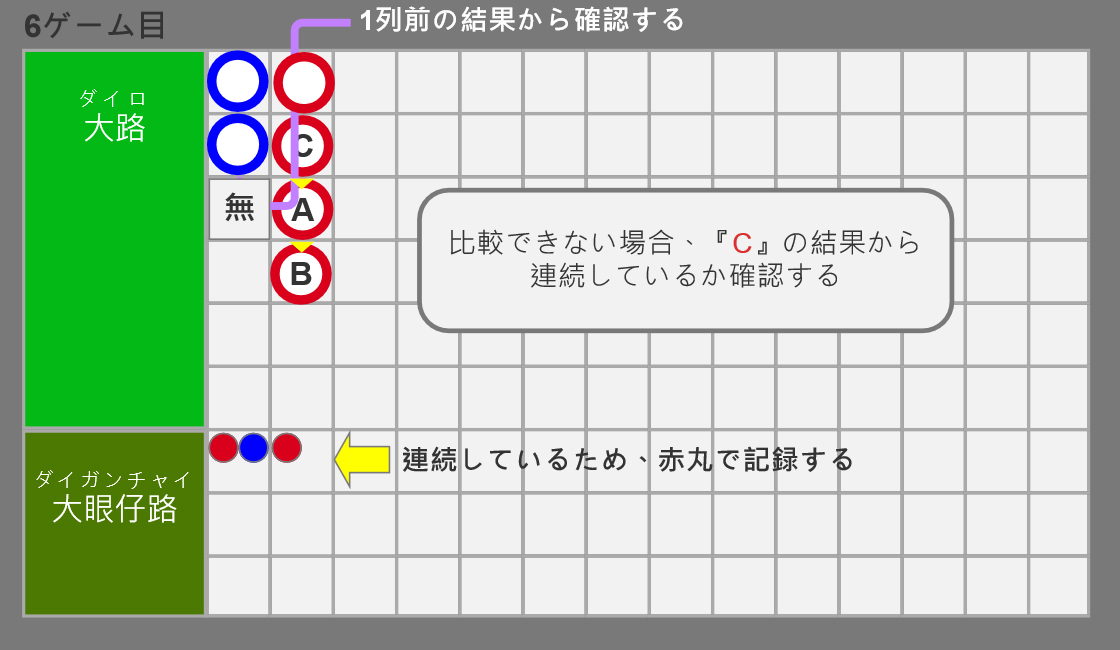 6ゲーム目
1列前の結果から確認する
ダイロ
大路
C
無
A
B
比較できない場合、『C』の結果から
連続しているか確認する
ダイガンチャイ
大眼仔路
連続しているため、赤丸で記録する